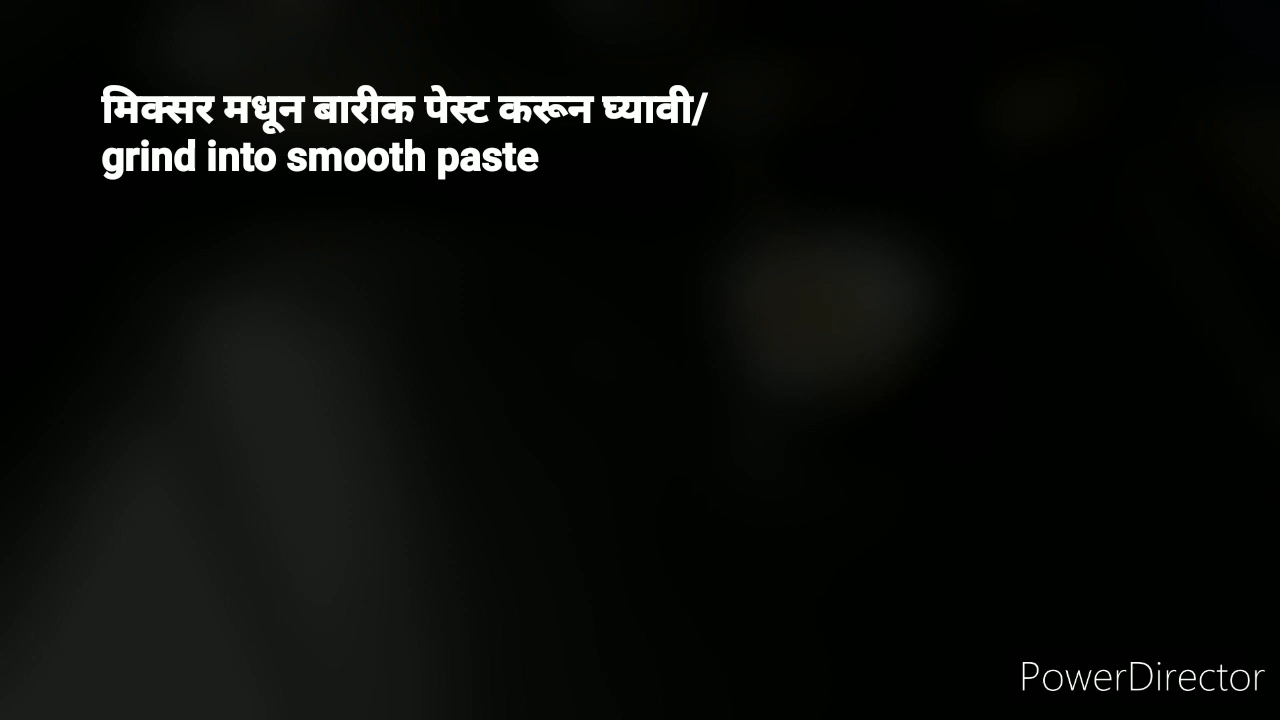 मिक्सर मधून बारीक पेस्ट करून घ्यावी/
grind into smooth paste
PowerDirector